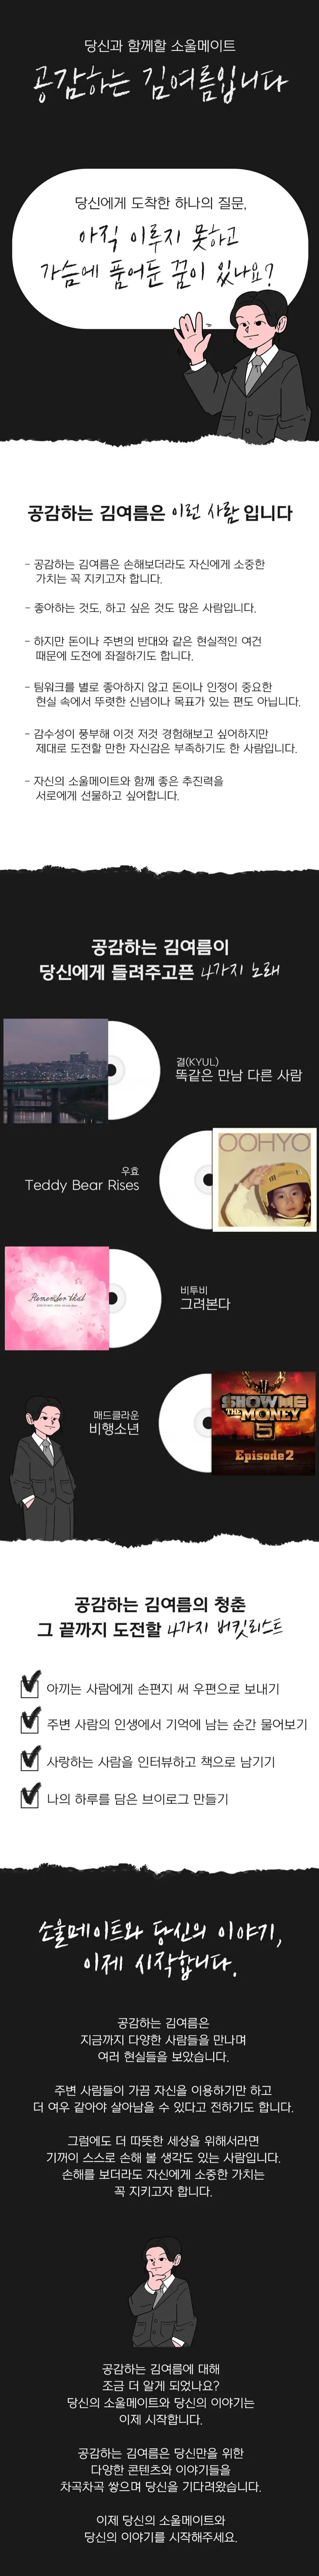 당신과 함께할 소울메이트
공감하는 김여름입니다
당신에게 도착한 하나의 질문,
아직 이루지 못하고
가슴에 품어둔 꿈이 있나요?
공감하는 김여름은 이런 사람 입니다
- 공감하는 김여름은 손해보더라도 자신에게 소중한
가치는 꼭 지키고자 합니다.
- 좋아하는 것도, 하고 싶은 것도 많은 사람입니다.
- 하지만 돈이나 주변의 반대와 같은 현실적인 여건
때문에 도전에 좌절하기도 합니다.
- 팀워크를 별로 좋아하지 않고 돈이나 인정이 중요한
현실 속에서 뚜렷한 신념이나 목표가 있는 편도 아닙니다.
- 감수성이 풍부해 이것 저것 경험해보고 싶어하지만
제대로 도전할 만한 자신감은 부족하기도 한 사람입니다.
- 자신의 소울메이트와 함께 좋은 추진력을
서로에게 선물하고 싶어합니다.
공감하는 김여름이
당신에게 들려주고픈 4가지 노래
결(KYUL)
똑같은 만남 다른 사람
OOHYO
우효
Teddy Bear Rises
Remember that
비투비
그려본다
SHOW ME
THE MONEY
5
Episode 2
매드클라운
비행소년
공감하는 김여름의 청춘
그 끝까지 도전할 4가지 버킷리스트
아끼는 사람에게 손편지 써 우편으로 보내기
주변 사람의 인생에서 기억에 남는 순간 물어보기
사랑하는 사람을 인터뷰하고 책으로 남기기
나의 하루를 담은 브이로그 만들기
소울메이트와 당신의 이야기,
이제 시작합니다.
공감하는 김여름은
지금까지 다양한 사람들을 만나며
여러 현실들을 보았습니다.
주변 사람들이 가끔 자신을 이용하기만 하고
더 여우 같아야 살아남을 수 있다고 전하기도 합니다.
그럼에도 더 따뜻한 세상을 위해서라면
기꺼이 스스로 손해 볼 생각도 있는 사람입니다.
손해를 보더라도 자신에게 소중한 가치는
꼭 지키고자 합니다.
공감하는 김여름에 대해
조금 더 알게 되었나요?
당신의 소울메이트와 당신의 이야기는
이제 시작합니다.
공감하는 김여름은 당신만을 위한
다양한 콘텐츠와 이야기들을
차곡차곡 쌓으며 당신을 기다려왔습니다.
이제 당신의 소울메이트와
당신의 이야기를 시작해주세요.